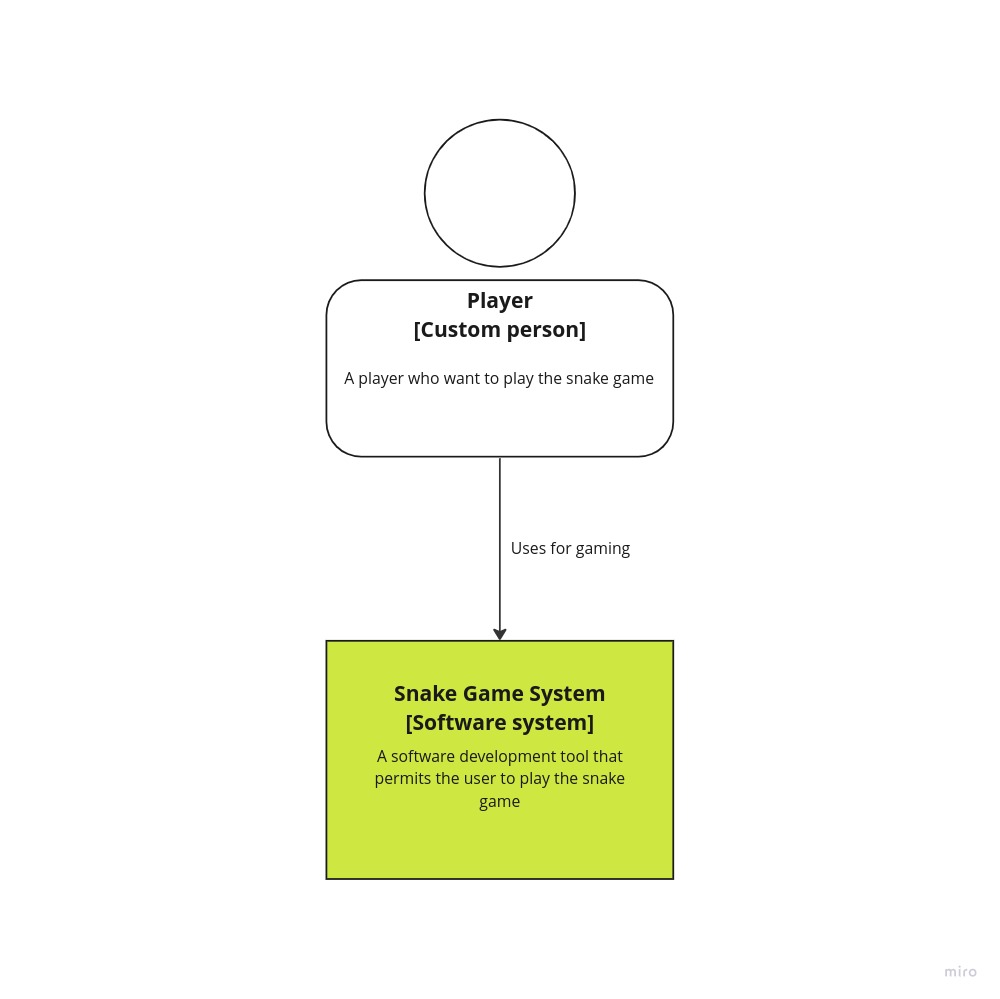 Player
[Custom person]
A player who want to play the snake game
Uses for gaming
Snake Game System
[Software system]
A software development tool that
permits the user to play the snake
game
miro